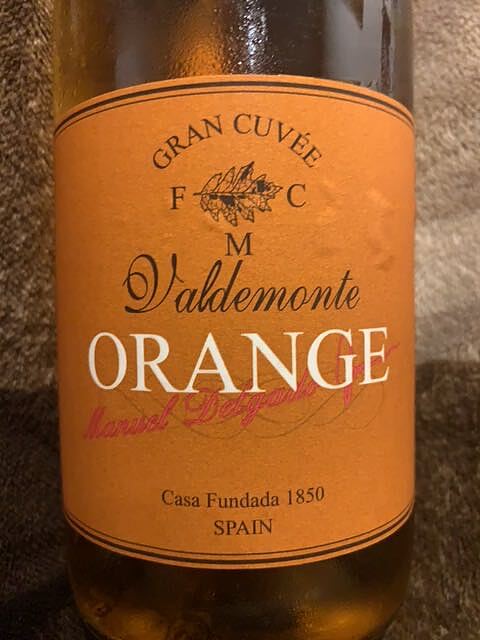 GRAN CUVÉE
F C
M
Valdemonte
ORANGE
Manuel Delgado
Casa Fundada 1850
SPAIN